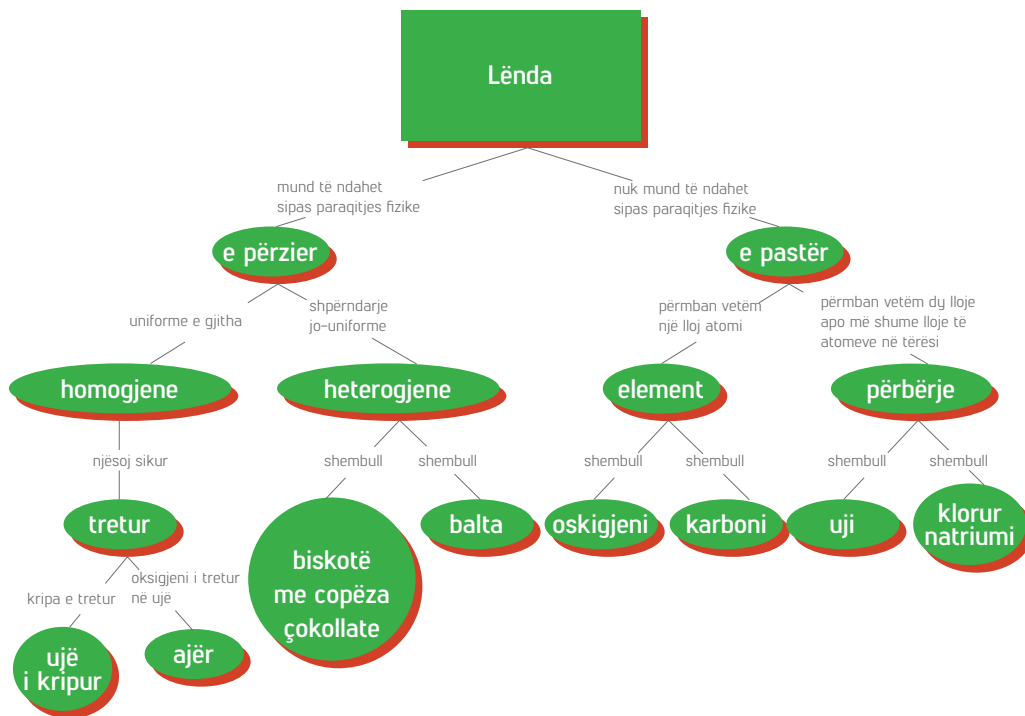 Lënda
mund të ndahet
sipas paraqitjes fizike
nuk mund të ndahet
sipas paraqitjes fizike
e përzier
e pastër
uniforme e gjitha
shpërndarje
jo-uniforme
përmban vetëm
një lloj atomi
përmban vetëm dy lloje
apo më shume lloje të
atomeve në tërësi
homogjene
heterogjene
element
përbërje
njësoj sikur
shembull
shembull
shembull
shembull
shembull
shembull
tretur
biskotë
me copëza
çokollate
balta
oskigjeni
karboni
uji
klorur
natriumi
kripa e tretur
oksigjeni i tretur
në ujë
ujë
i kripur
ajër